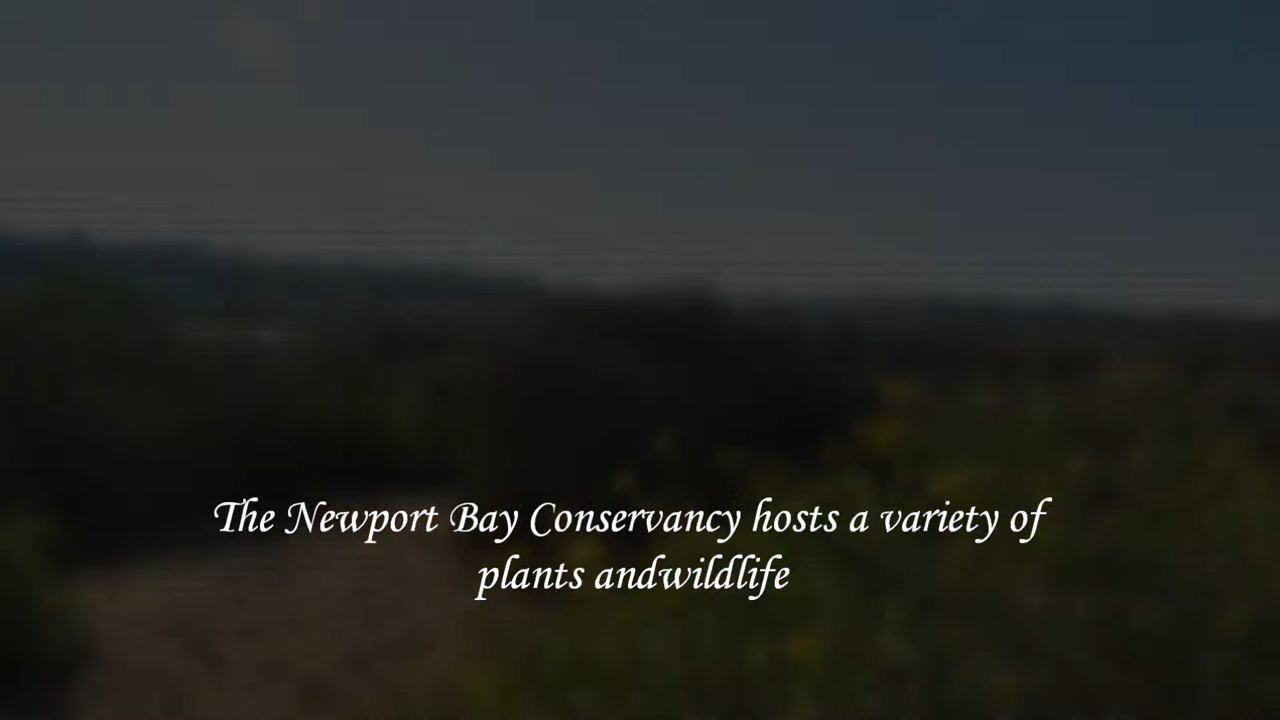 The Newport Bay Conservancy hosts a variety of
plants andwildlife